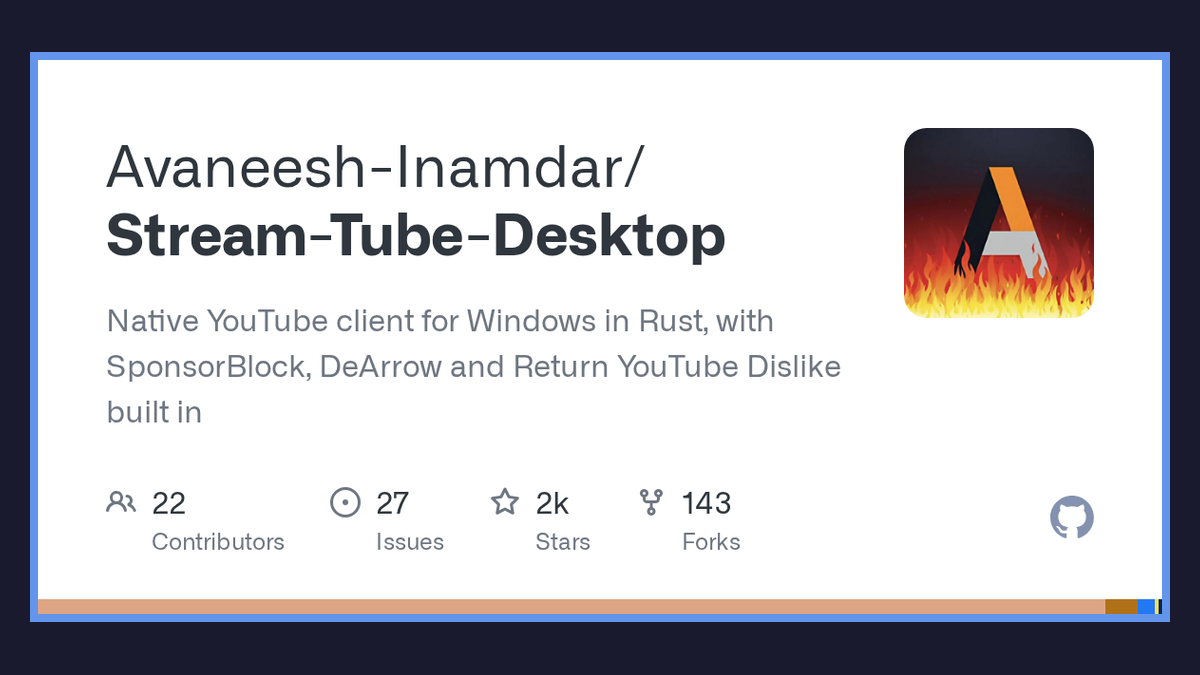 Avaneesh-Inamdar/
Stream-Tube-Desktop
Native YouTube client for Windows in Rust, with
SponsorBlock, DeArrow and Return YouTube Dislike
built in
22 27 2k 143
Contributors Issues Stars Forks